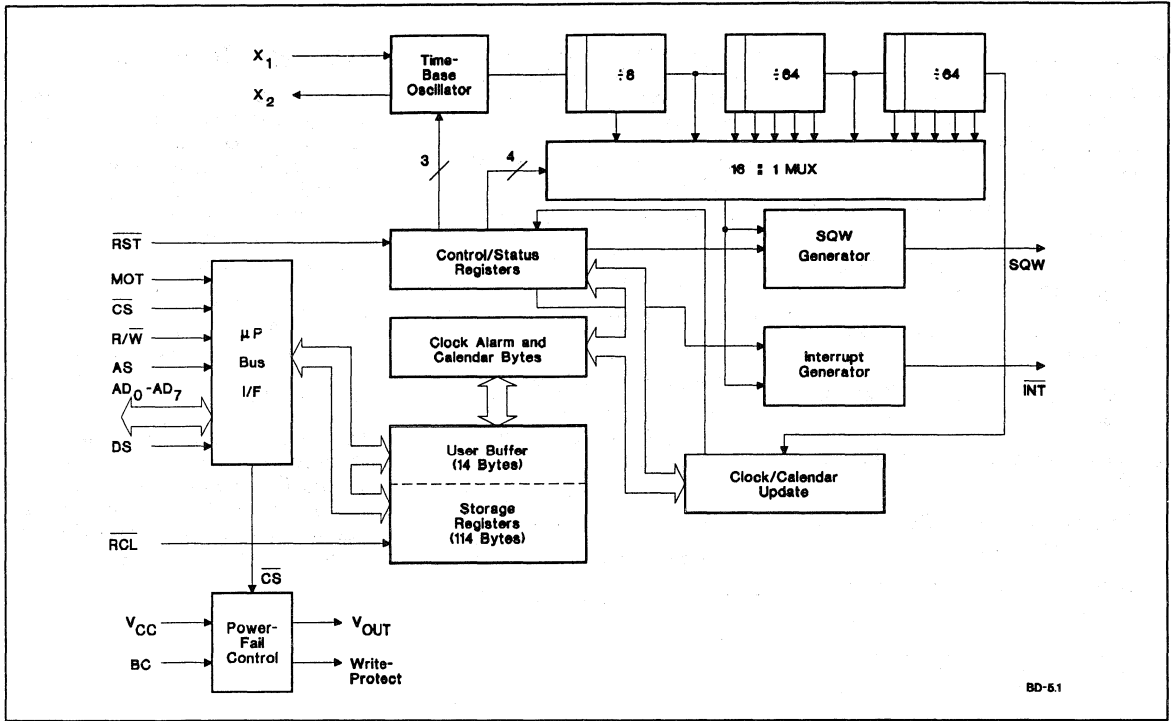 X1
X2
Time-
Base
Oscillator
÷8
÷64
÷64
3
4
16 : 1 MUX
RST
Control/Status
Registers
SQW
Generator
SQW
MOT
CS
R/W
AS
AD0-AD7
DS
µP
Bus
I/F
Clock Alarm and
Calendar Bytes
Interrupt
Generator
INT
User Buffer
(14 Bytes)
Storage
Registers
(114 Bytes)
Clock/Calendar
Update
RCL
CS
VCC
BC
Power-
Fail
Control
VOUT
Write-
Protect
BD-5.1